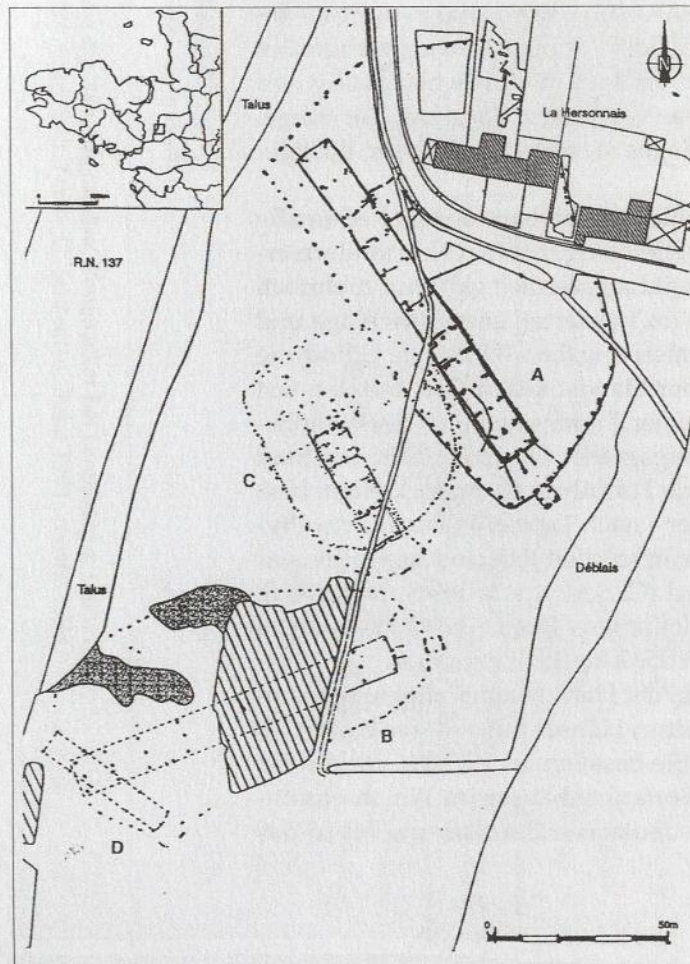 N
Talus
La Hersonnais
R.N. 137
A
C
Talus
Déblais
B
D
0 50m